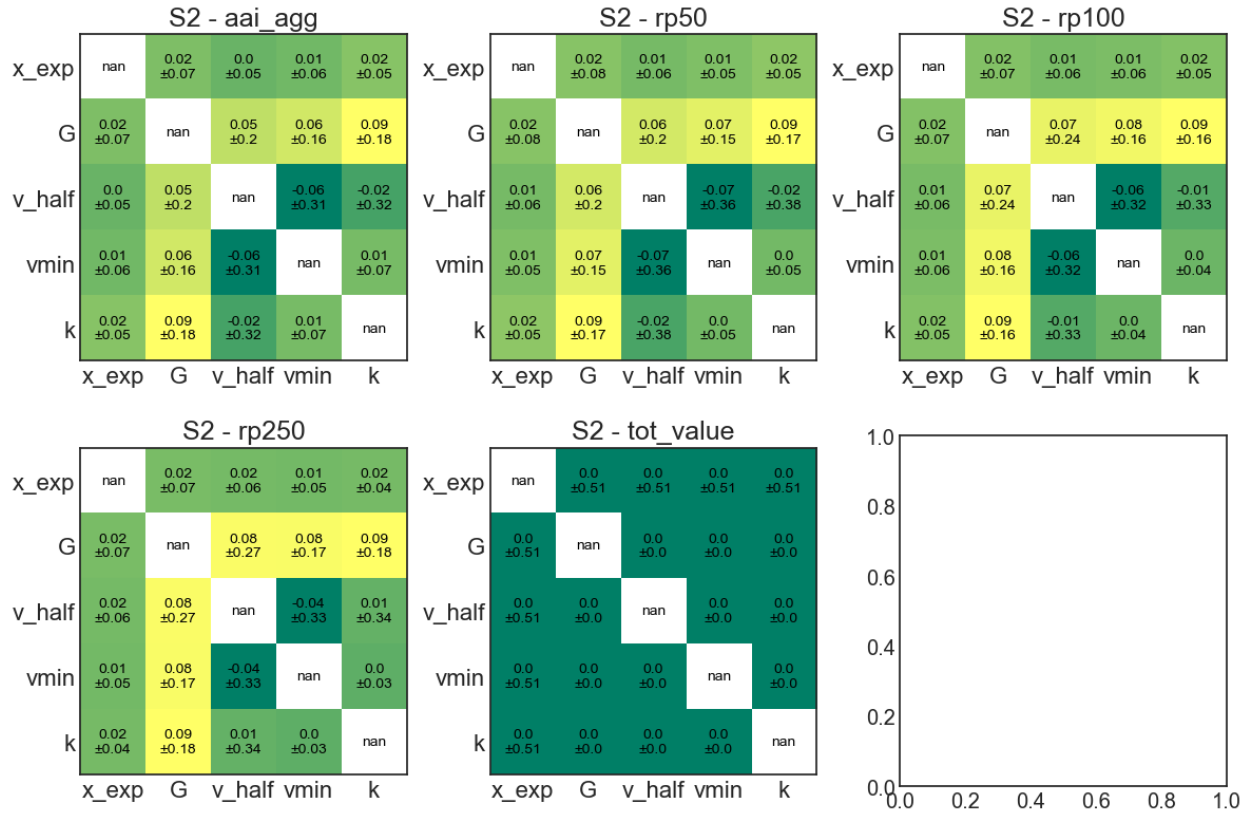 S2 - aai_agg
x_exp nan 0.02 ±0.07 0.0 ±0.05 0.01 ±0.06 0.02 ±0.05
G 0.02 ±0.07 nan 0.05 ±0.2 0.06 ±0.16 0.09 ±0.18
v_half 0.0 ±0.05 0.05 ±0.2 nan -0.06 ±0.31 -0.02 ±0.32
vmin 0.01 ±0.06 0.06 ±0.16 -0.06 ±0.31 nan 0.01 ±0.07
k 0.02 ±0.05 0.09 ±0.18 -0.02 ±0.32 0.01 ±0.07 nan
x_exp G v_half vmin k
S2 - rp50
x_exp nan 0.02 ±0.08 0.01 ±0.06 0.01 ±0.05 0.02 ±0.05
G 0.02 ±0.08 nan 0.06 ±0.2 0.07 ±0.15 0.09 ±0.17
v_half 0.01 ±0.06 0.06 ±0.2 nan -0.07 ±0.36 -0.02 ±0.38
vmin 0.01 ±0.05 0.07 ±0.15 -0.07 ±0.36 nan 0.0 ±0.05
k 0.02 ±0.05 0.09 ±0.17 -0.02 ±0.38 0.0 ±0.05 nan
x_exp G v_half vmin k
S2 - rp100
x_exp nan 0.02 ±0.07 0.01 ±0.06 0.01 ±0.06 0.02 ±0.05
G 0.02 ±0.07 nan 0.07 ±0.24 0.08 ±0.16 0.09 ±0.16
v_half 0.01 ±0.06 0.07 ±0.24 nan -0.06 ±0.32 -0.01 ±0.33
vmin 0.01 ±0.06 0.08 ±0.16 -0.06 ±0.32 nan 0.0 ±0.04
k 0.02 ±0.05 0.09 ±0.16 -0.01 ±0.33 0.0 ±0.04 nan
x_exp G v_half vmin k
S2 - rp250
x_exp nan 0.02 ±0.07 0.02 ±0.06 0.01 ±0.05 0.02 ±0.04
G 0.02 ±0.07 nan 0.08 ±0.27 0.08 ±0.17 0.09 ±0.18
v_half 0.02 ±0.06 0.08 ±0.27 nan -0.04 ±0.33 0.01 ±0.34
vmin 0.01 ±0.05 0.08 ±0.17 -0.04 ±0.33 nan 0.0 ±0.03
k 0.02 ±0.04 0.09 ±0.18 0.01 ±0.34 0.0 ±0.03 nan
x_exp G v_half vmin k
S2 - tot_value
x_exp nan 0.0 ±0.51 0.0 ±0.51 0.0 ±0.51 0.0 ±0.51
G 0.0 ±0.51 nan 0.0 ±0.0 0.0 ±0.0 0.0 ±0.0
v_half 0.0 ±0.51 0.0 ±0.0 nan 0.0 ±0.0 0.0 ±0.0
vmin 0.0 ±0.51 0.0 ±0.0 0.0 ±0.0 nan 0.0 ±0.0
k 0.0 ±0.51 0.0 ±0.0 0.0 ±0.0 0.0 ±0.0 nan
x_exp G v_half vmin k
1.0
0.8
0.6
0.4
0.2
0.0
0.0 0.2 0.4 0.6 0.8 1.0